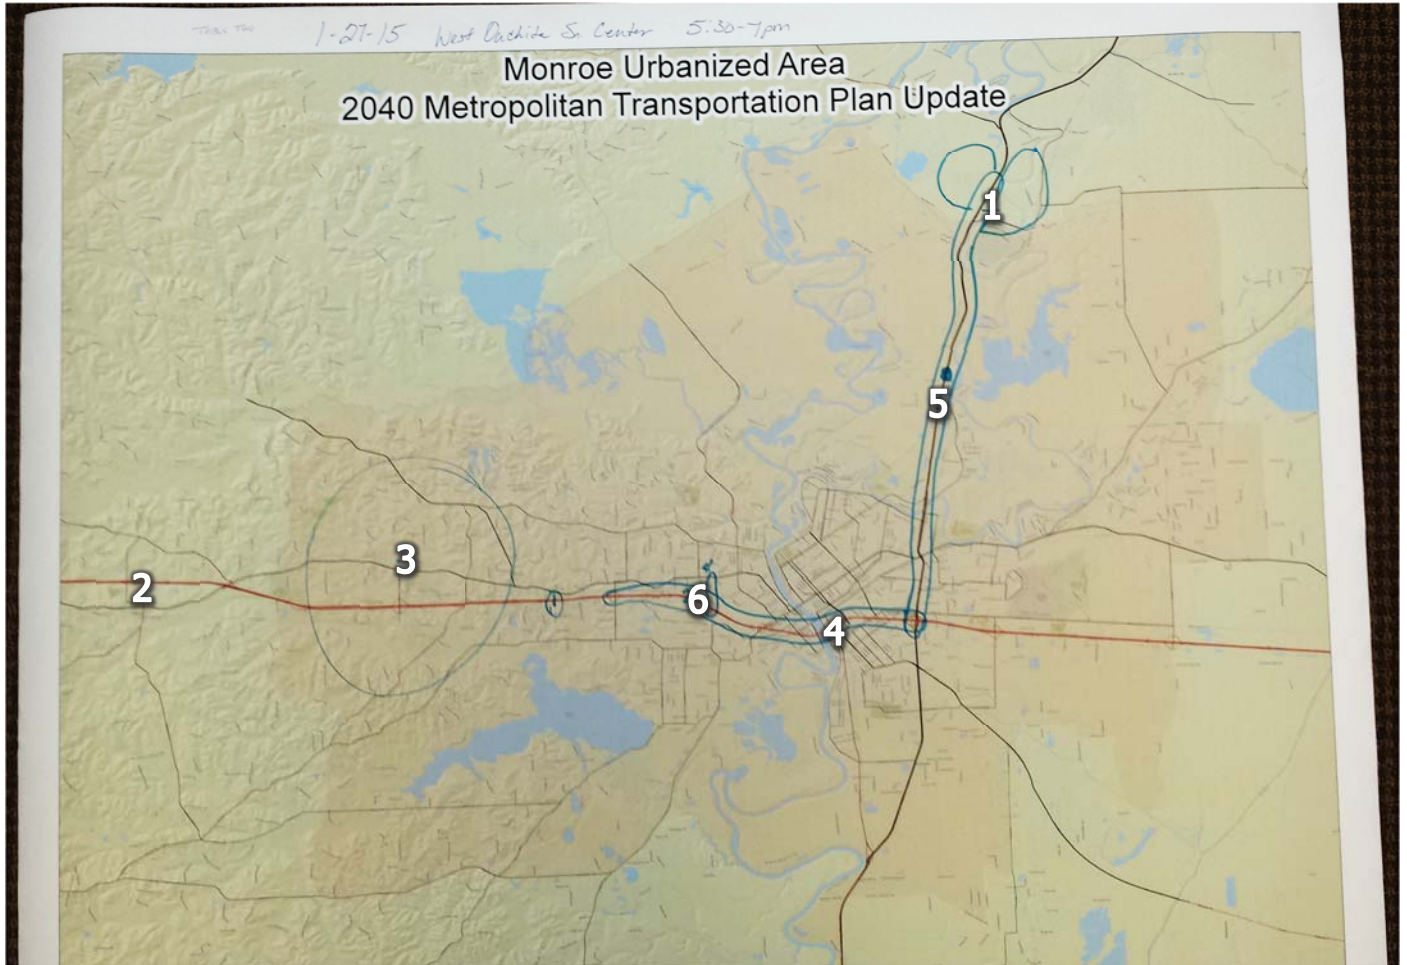 1-27-15 West Ouachita Sr. Center 5:30-7pm
Monroe Urbanized Area
2040 Metropolitan Transportation Plan Update
1
5
3
2
6
4